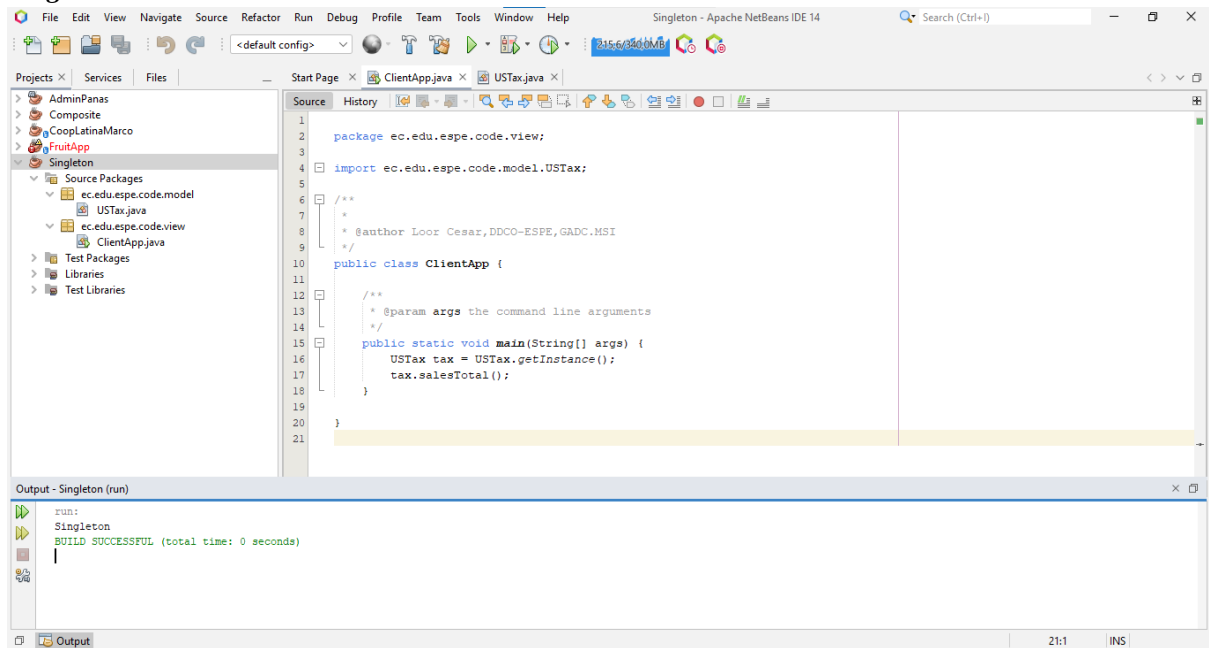 File Edit View Navigate Source Refactor Run Debug Profile Team Tools Window Help Singleton - Apache NetBeans IDE 14 Search (Ctrl+I)
<default config> 215,6/340,0MB
Projects Services Files Start Page ClientApp.java USTax.java
AdminPanas
Composite
CoopLatinaMarco
FruitApp
Singleton
Source Packages
ec.edu.espe.code.model
USTax.java
ec.edu.espe.code.view
ClientApp.java
Test Packages
Libraries
Test Libraries
Source History
1
2 package ec.edu.espe.code.view;
3
4 import ec.edu.espe.code.model.USTax;
5
6 /**
7 *
8 * @author Loor Cesar,DDCO-ESPE,GADC.MSI
9 */
10 public class ClientApp {
11
12 /**
13 * @param args the command line arguments
14 */
15 public static void main(String[] args) {
16 USTax tax = USTax.getInstance();
17 tax.salesTotal();
18 }
19
20 }
21
Output - Singleton (run)
run:
Singleton
BUILD SUCCESSFUL (total time: 0 seconds)
Output 21:1 INS